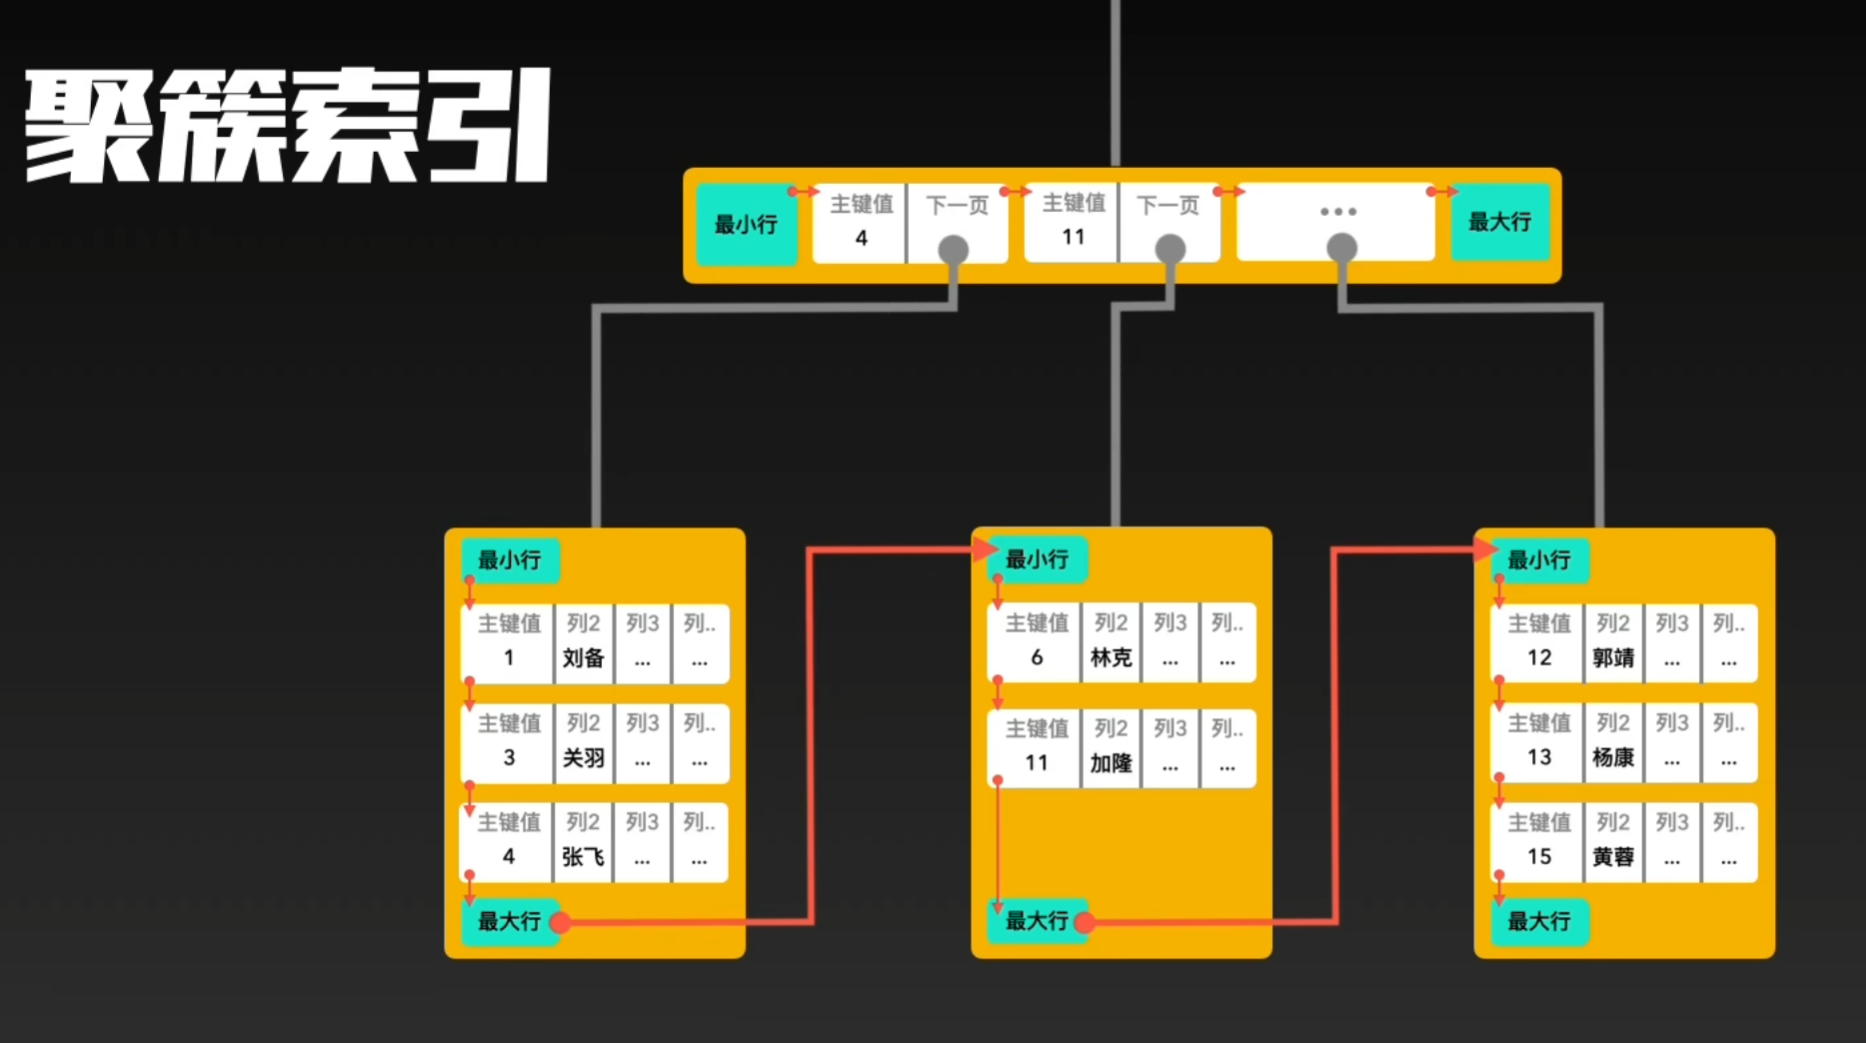 聚簇索引
最小行 主键值 下一页 主键值 下一页 ... 最大行
4 11
最小行
主键值 列2 列3 列..
1 刘备 ... ...
主键值 列2 列3 列..
3 关羽 ... ...
主键值 列2 列3 列..
4 张飞 ... ...
最大行
最小行
主键值 列2 列3 列..
6 林克 ... ...
主键值 列2 列3 列..
11 加隆 ... ...
最大行
最小行
主键值 列2 列3 列..
12 郭靖 ... ...
主键值 列2 列3 列..
13 杨康 ... ...
主键值 列2 列3 列..
15 黄蓉 ... ...
最大行